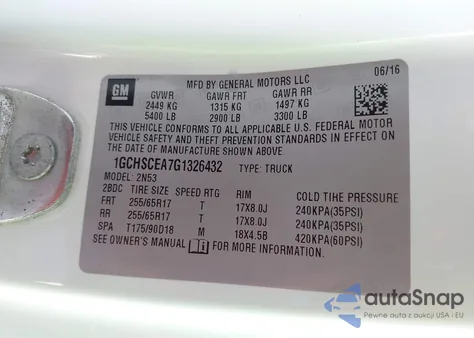 GM
MFD BY GENERAL MOTORS LLC
06/16
GVWR GAWR FRT GAWR RR
2449 KG 1315 KG 1497 KG
5400 LB 2900 LB 3300 LB
THIS VEHICLE CONFORMS TO ALL APPLICABLE U.S. FEDERAL MOTOR
VEHICLE SAFETY AND THEFT PREVENTION STANDARDS IN EFFECT
ON THE DATE OF MANUFACTURE SHOWN ABOVE.
1GCHSCEA7G1326432 TYPE: TRUCK
MODEL: 2N53
2BDC TIRE SIZE SPEED RTG RIM COLD TIRE PRESSURE
FRT 255/65R17 T 17X8.0J 240KPA(35PSI)
RR 255/65R17 T 17X8.0J 240KPA(35PSI)
SPA T175/90D18 M 18X4.5B 420KPA(60PSI)
SEE OWNER'S MANUAL i FOR MORE INFORMATION.
autoSnap
Pewne auta z aukcji USA i EU